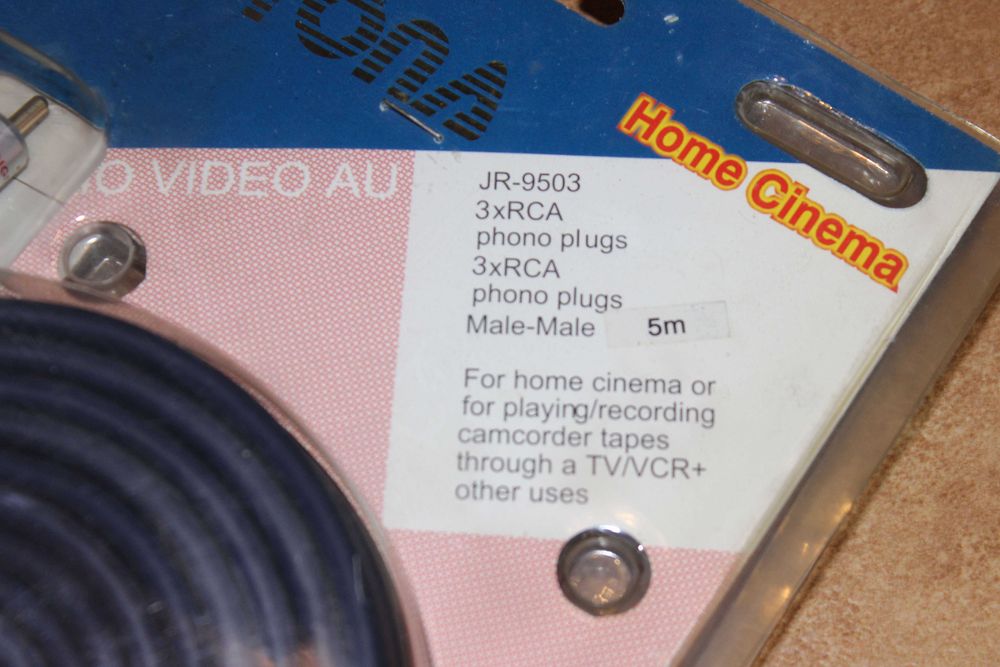 Home Cinema
IO VIDEO AU
JR-9503
3xRCA
phono plugs
3xRCA
phono plugs
Male-Male 5m
For home cinema or
for playing/recording
camcorder tapes
through a TV/VCR+
other uses